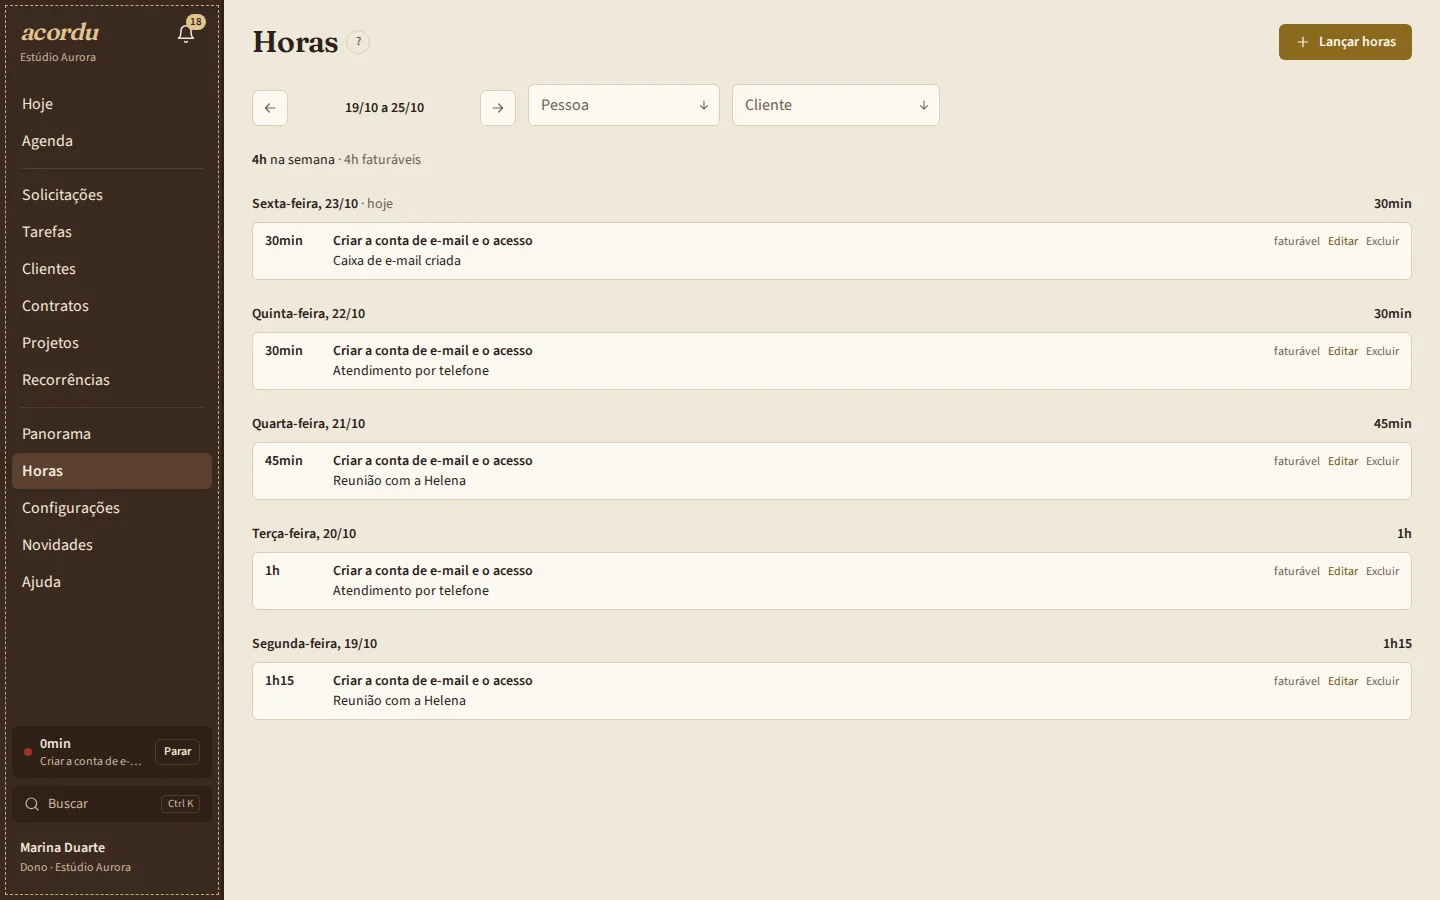 acordu
18
Estúdio Aurora
Hoje
Agenda
Solicitações
Tarefas
Clientes
Contratos
Projetos
Recorrências
Panorama
Horas
Configurações
Novidades
Ajuda
0min
Criar a conta de e-...
Parar
Buscar
Ctrl K
Marina Duarte
Dono · Estúdio Aurora
Horas ?
+ Lançar horas
← 19/10 a 25/10 → Pessoa ↓ Cliente ↓
4h na semana · 4h faturáveis
Sexta-feira, 23/10 · hoje 30min
30min Criar a conta de e-mail e o acesso faturável Editar Excluir
Caixa de e-mail criada
Quinta-feira, 22/10 30min
30min Criar a conta de e-mail e o acesso faturável Editar Excluir
Atendimento por telefone
Quarta-feira, 21/10 45min
45min Criar a conta de e-mail e o acesso faturável Editar Excluir
Reunião com a Helena
Terça-feira, 20/10 1h
1h Criar a conta de e-mail e o acesso faturável Editar Excluir
Atendimento por telefone
Segunda-feira, 19/10 1h15
1h15 Criar a conta de e-mail e o acesso faturável Editar Excluir
Reunião com a Helena